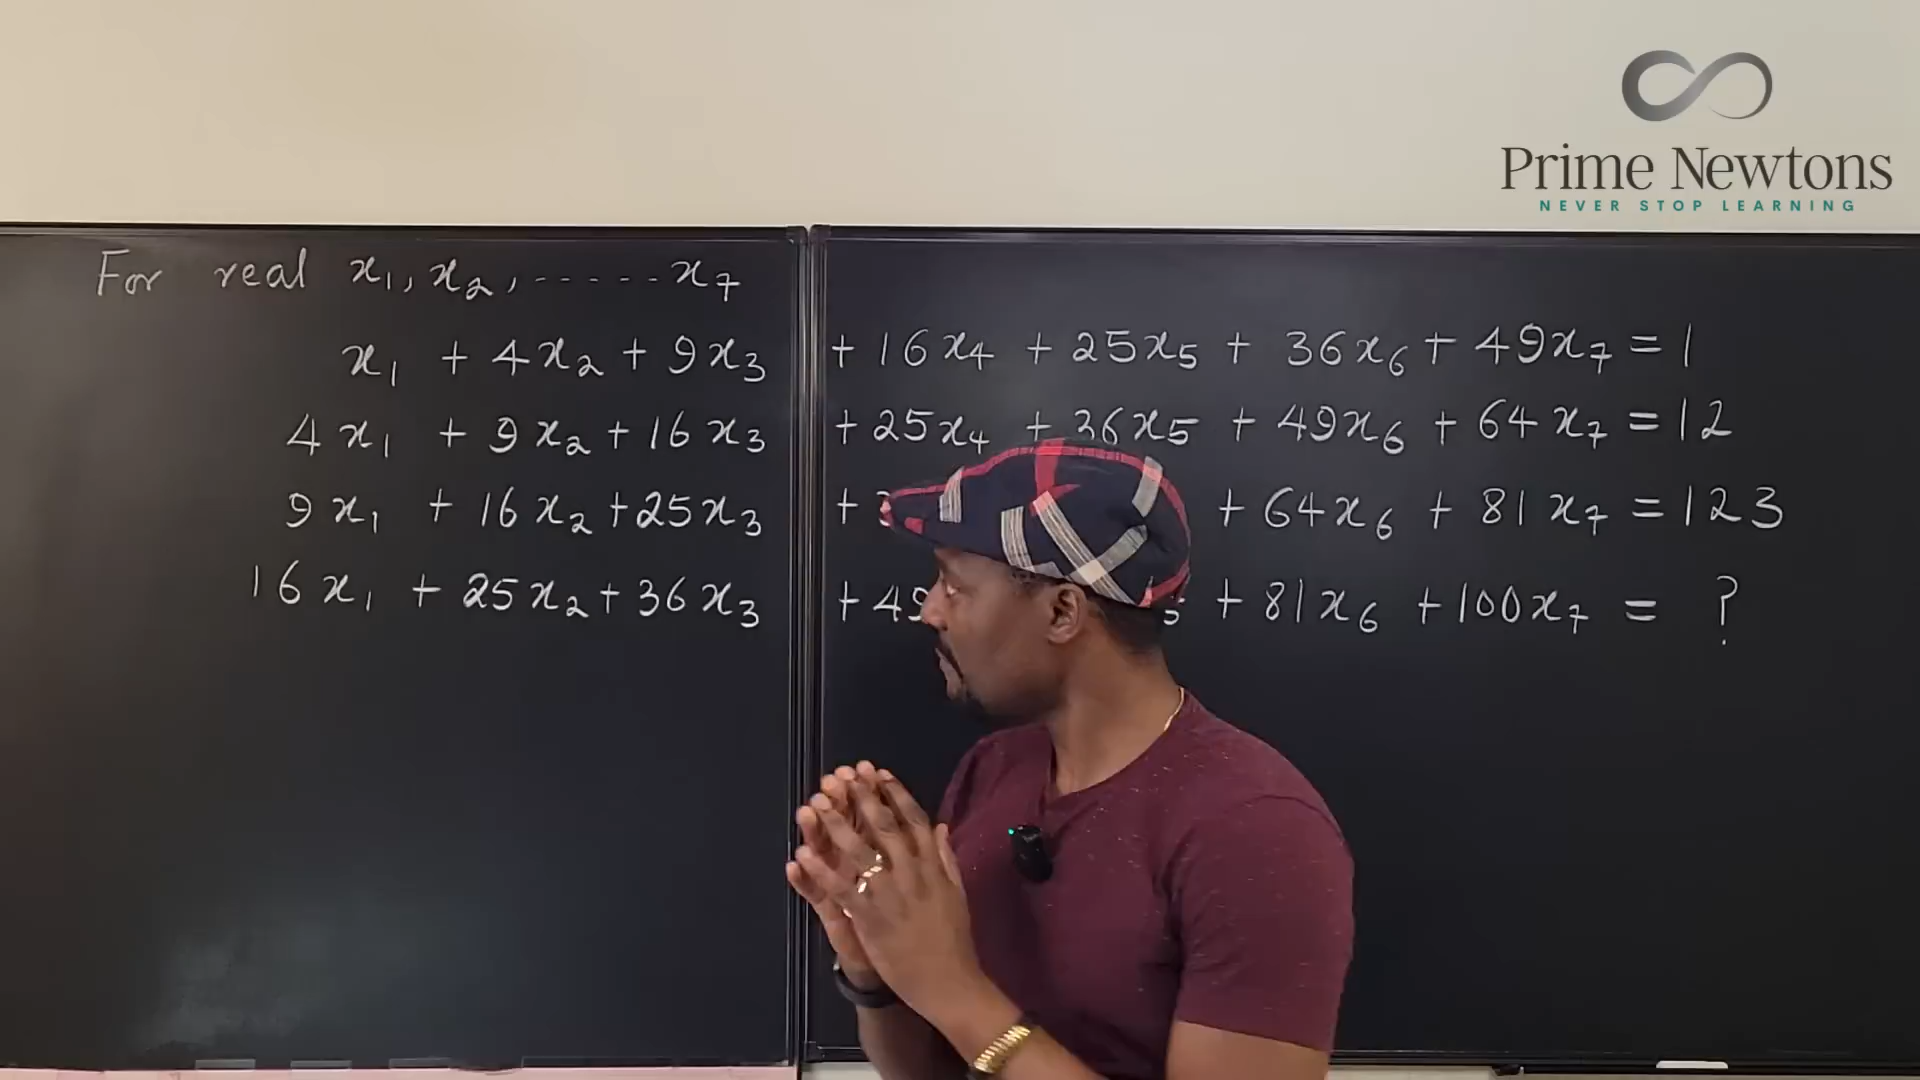 Prime Newtons
NEVER STOP LEARNING
For real x₁, x₂, ------ x₇
x₁ + 4x₂ + 9x₃ + 16x₄ + 25x₅ + 36x₆ + 49x₇ = 1
4x₁ + 9x₂ + 16x₃ + 25x₄ + 36x₅ + 49x₆ + 64x₇ = 12
9x₁ + 16x₂ + 25x₃ + + 64x₆ + 81x₇ = 123
16x₁ + 25x₂ + 36x₃ + 49 + 81x₆ + 100x₇ = ?